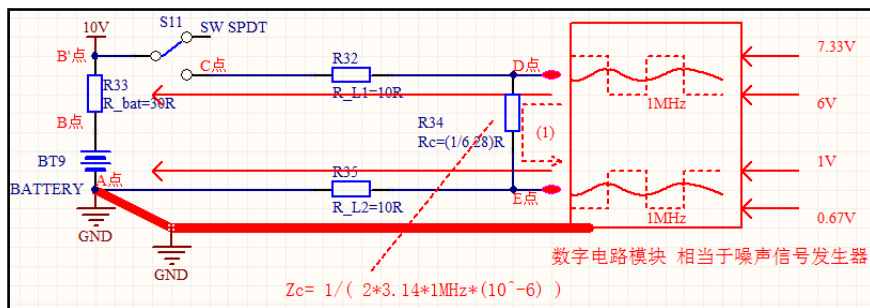 10V
S11
SW SPDT
B'点
C点
R32
D点
7.33V
R33
R_bat=30R
R_L1=10R
1MHz
6V
B点
R34
Rc=(1/6.28)R
(1)
BT9
1V
BATTERY
A点
R35
E点
R_L2=10R
1MHz
0.67V
GND
GND
数字电路模块 相当于噪声信号发生器
Zc= 1/( 2*3.14*1MHz*(10^-6) )